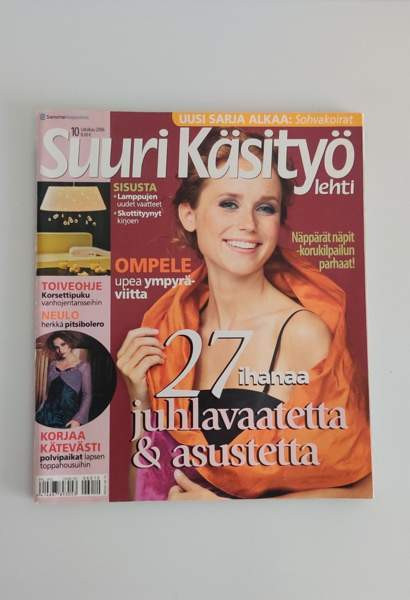 UUSI SARJA ALKAA: Sohvakoirat
Suuri Käsityö
lehti
SISUSTA
• Lamppujen
uudet vaatteet
• Skottityynyt
kirjoen
Näppärät näpit
-korukilpailun
parhaat!
OMPELE
upea ympyrä-
viitta
TOIVEOHJE
Korsettipuku
vanhojentansseihin
NEULO
herkkä pitsibolero
27 ihanaa
juhlavaatetta
& asustetta
KORJAA
KÄTEVÄSTI
polvipaikat lapsen
toppahousuihin